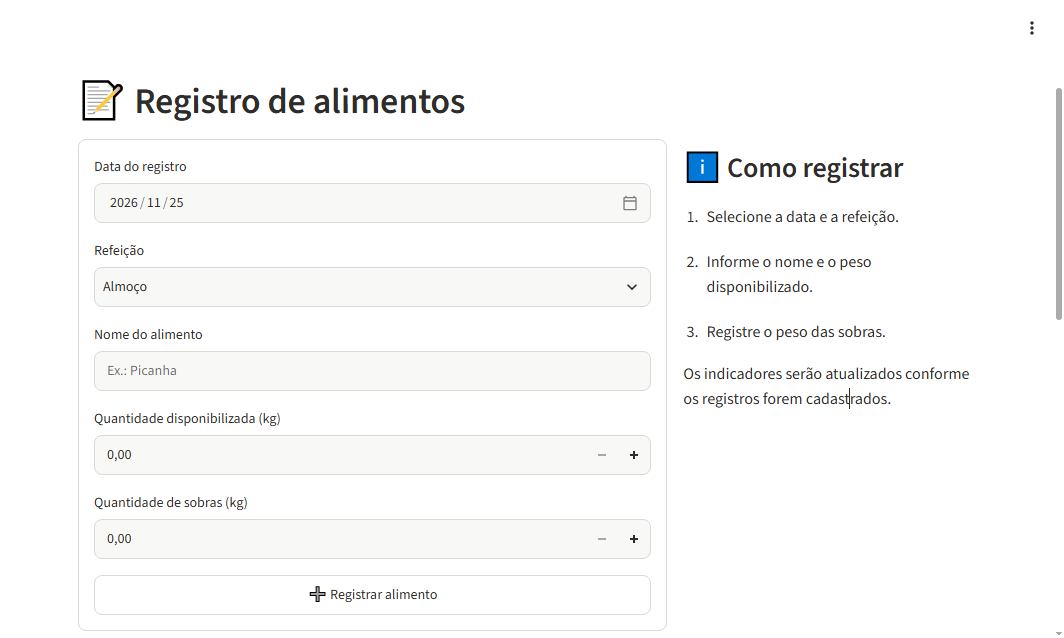 Registro de alimentos
Data do registro
2026/11/25
Refeição
Almoço
Nome do alimento
Ex.: Picanha
Quantidade disponibilizada (kg)
0,00
Quantidade de sobras (kg)
0,00
Registrar alimento
Como registrar
1. Selecione a data e a refeição.
2. Informe o nome e o peso
disponibilizado.
3. Registre o peso das sobras.
Os indicadores serão atualizados conforme
os registros forem cadastrados.